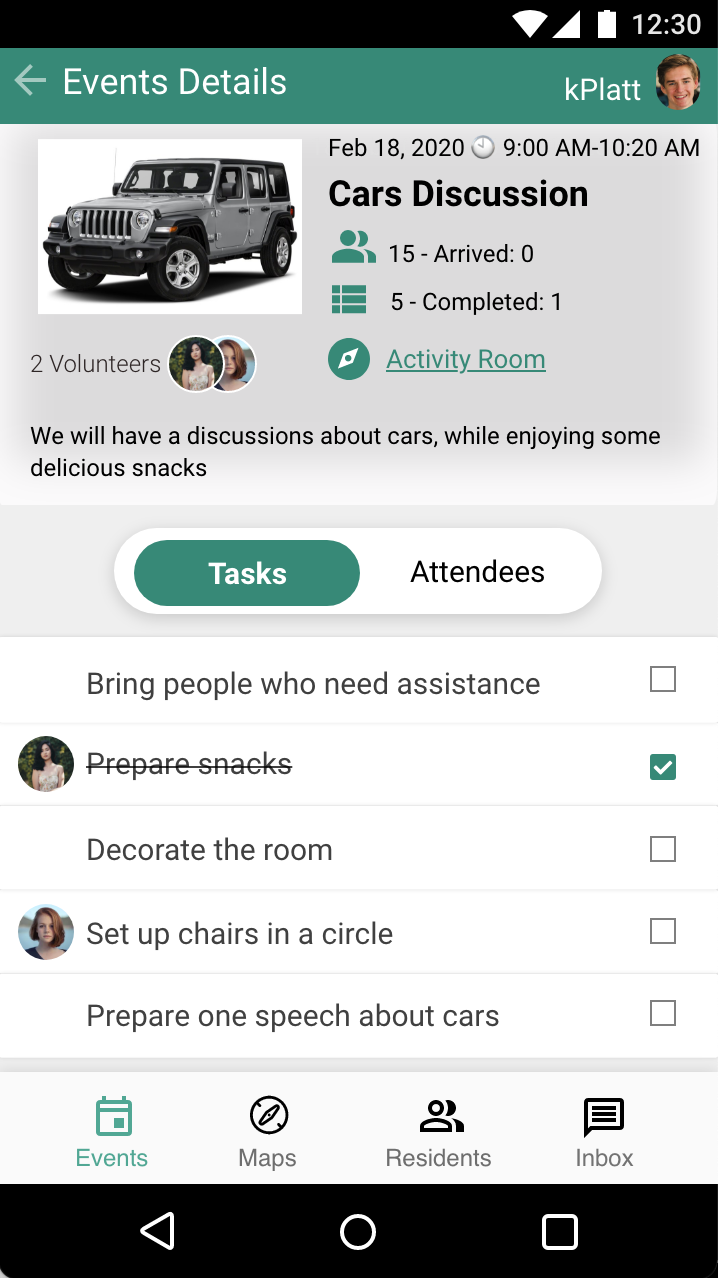 12:30
Events Details
kPlatt
Feb 18, 2020 9:00 AM-10:20 AM
Cars Discussion
15 - Arrived: 0
5 - Completed: 1
2 Volunteers
Activity Room
We will have a discussions about cars, while enjoying some
delicious snacks
Tasks Attendees
Bring people who need assistance
Prepare snacks
Decorate the room
Set up chairs in a circle
Prepare one speech about cars
Events Maps Residents Inbox